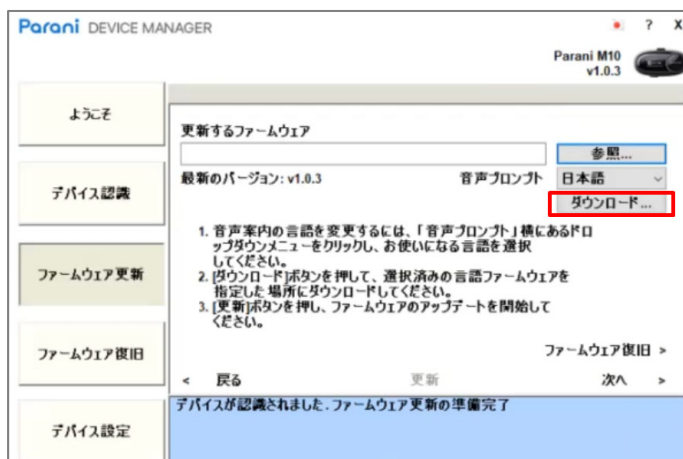 Parani DEVICE MANAGER
? X
Parani M10
v1.0.3
ようこそ
デバイス認識
ファームウェア更新
ファームウェア復旧
デバイス設定
更新するファームウェア
参照...
最新のバージョン: v1.0.3 音声プロンプト 日本語
ダウンロード...
1. 音声案内の言語を変更するには、「音声プロンプト」横にあるドロ
ップダウンメニューをクリックし、お使いになる言語を選択
してください。
2. [ダウンロード]ボタンを押して、選択済みの言語ファームウェアを
指定した場所にダウンロードしてください。
3. [更新]ボタンを押し、ファームウェアのアップデートを開始して
ください。
ファームウェア復旧 >
< 戻る 更新 次へ >
デバイスが認識されました.ファームウェア更新の準備完了